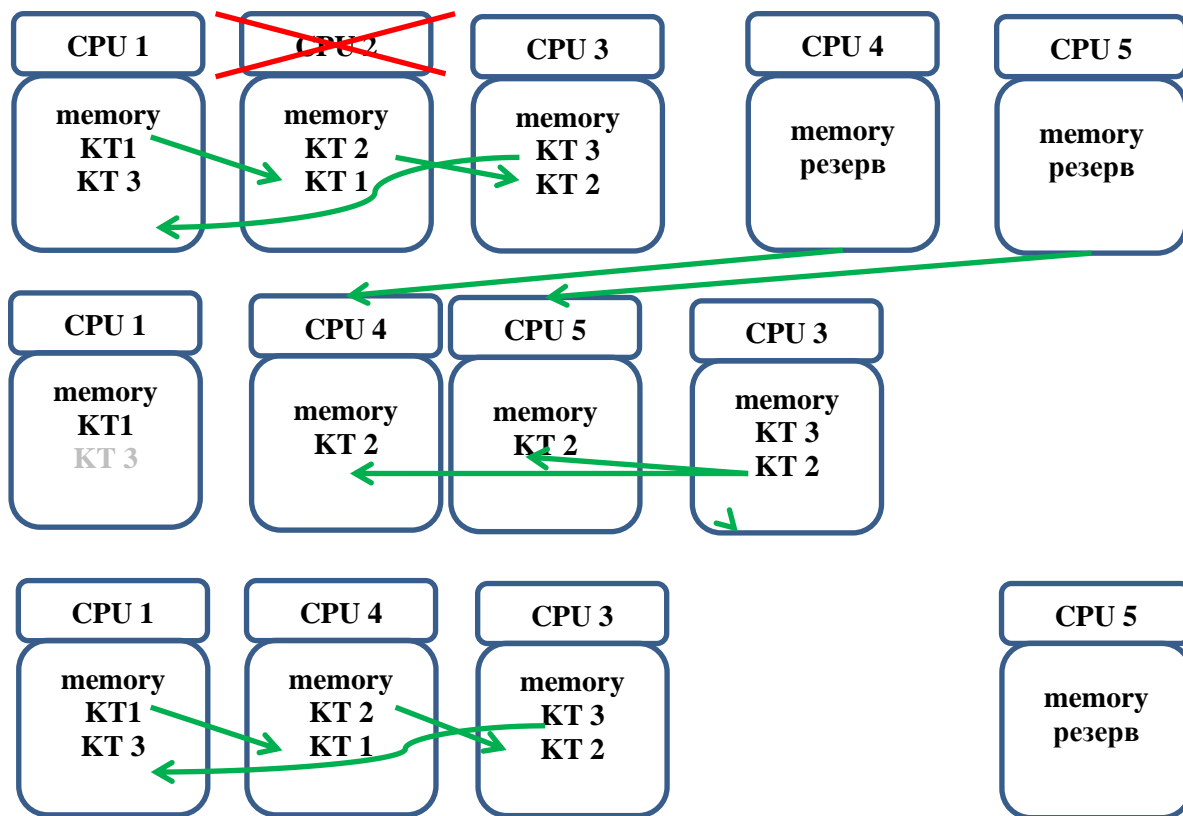 CPU 1
CPU 2
CPU 3
CPU 4
CPU 5
memory
KT1
KT 3
memory
KT 2
KT 1
memory
KT 3
KT 2
memory
резерв
memory
резерв
CPU 1
CPU 4
CPU 5
CPU 3
memory
KT1
KT 3
memory
KT 2
memory
KT 2
memory
KT 3
KT 2
CPU 1
CPU 4
CPU 3
CPU 5
memory
KT1
KT 3
memory
KT 2
KT 1
memory
KT 3
KT 2
memory
резерв